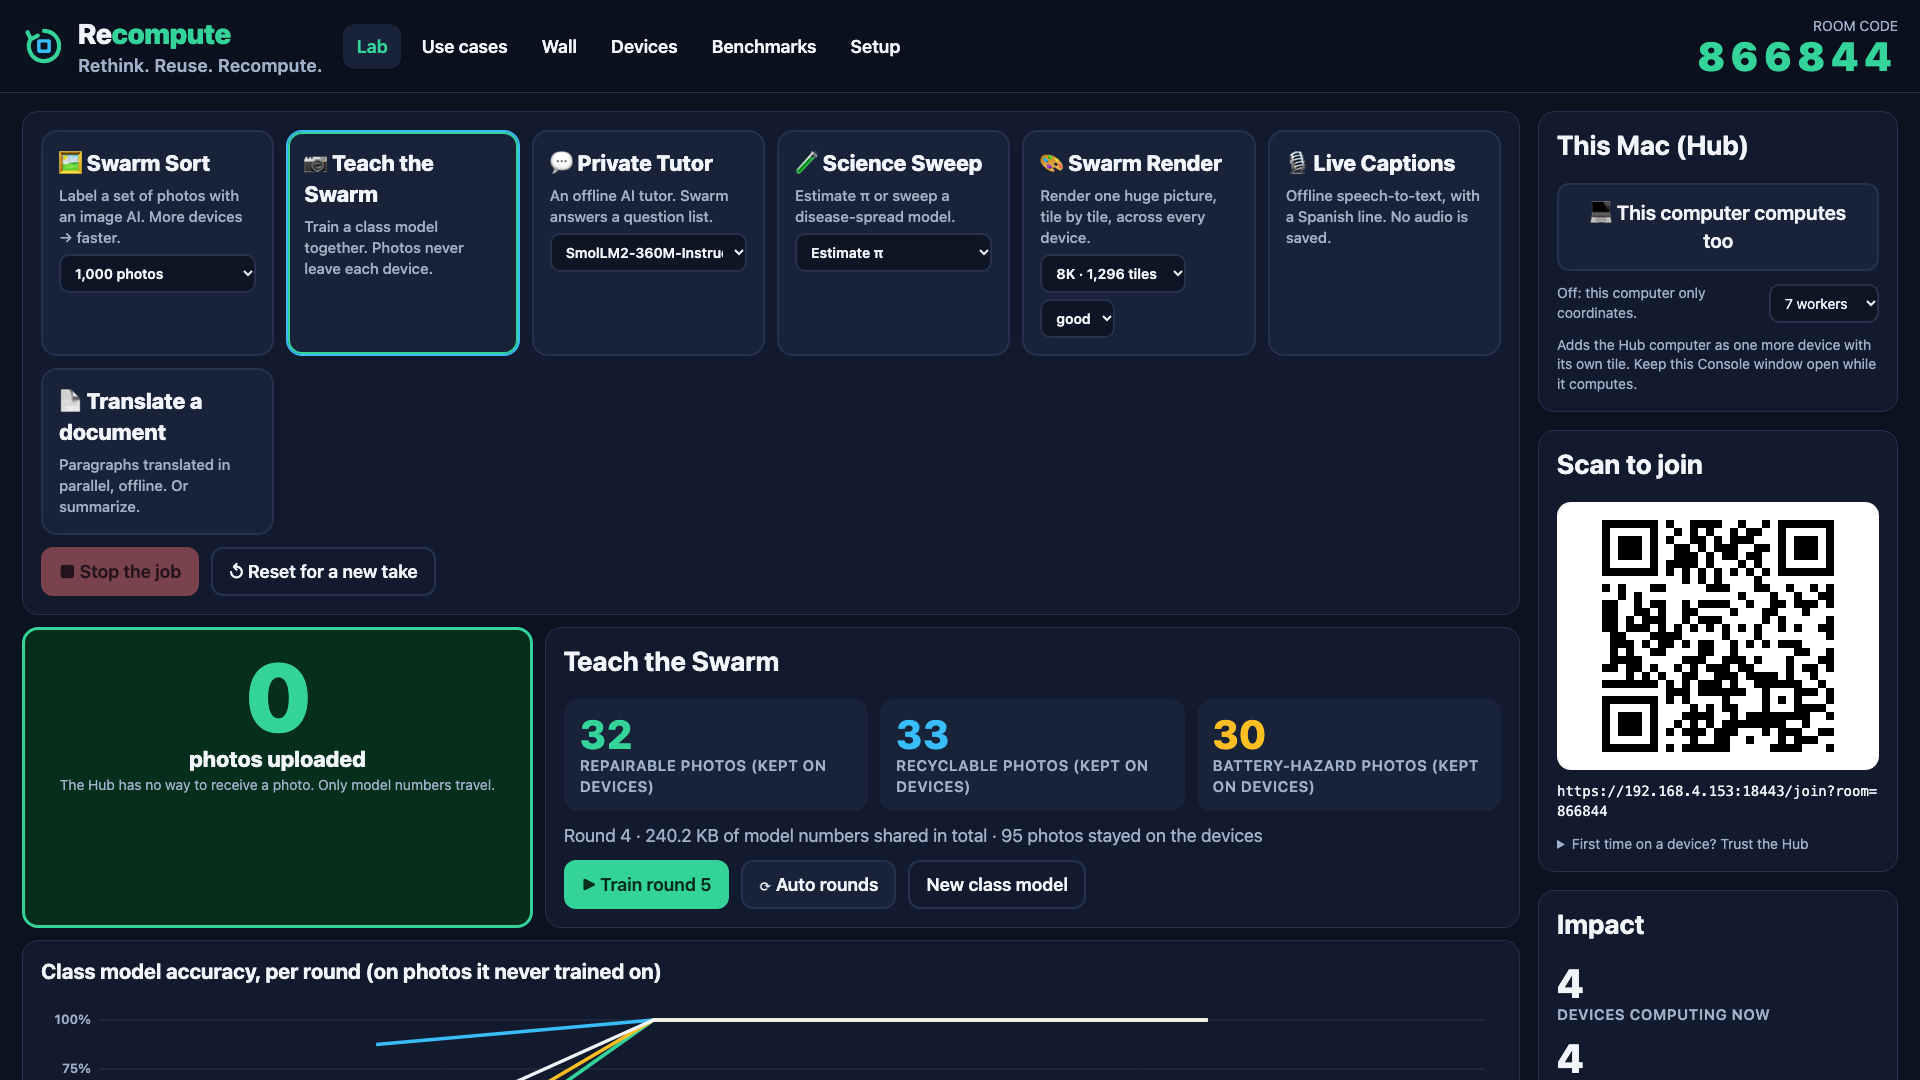 Recompute
Rethink. Reuse. Recompute.
Lab
Use cases
Wall
Devices
Benchmarks
Setup
ROOM CODE
866844
Swarm Sort
Label a set of photos with
an image AI. More devices
→ faster.
1,000 photos
Teach the
Swarm
Train a class model
together. Photos never
leave each device.
Private Tutor
An offline AI tutor. Swarm
answers a question list.
SmolLM2-360M-Instru
Science Sweep
Estimate π or sweep a
disease-spread model.
Estimate π
Swarm Render
Render one huge picture,
tile by tile, across every
device.
8K · 1,296 tiles
good
Live Captions
Offline speech-to-text, with
a Spanish line. No audio is
saved.
Translate a
document
Paragraphs translated in
parallel, offline. Or
summarize.
Stop the job
Reset for a new take
0
photos uploaded
The Hub has no way to receive a photo. Only model numbers travel.
Teach the Swarm
32
REPAIRABLE PHOTOS (KEPT ON
DEVICES)
33
RECYCLABLE PHOTOS (KEPT ON
DEVICES)
30
BATTERY-HAZARD PHOTOS (KEPT
ON DEVICES)
Round 4 · 240.2 KB of model numbers shared in total · 95 photos stayed on the devices
Train round 5
Auto rounds
New class model
Class model accuracy, per round (on photos it never trained on)
100%
75%
This Mac (Hub)
This computer computes
too
Off: this computer only
coordinates.
7 workers
Adds the Hub computer as one more device with
its own tile. Keep this Console window open while
it computes.
Scan to join
https://192.168.4.153:18443/join?room=
866844
First time on a device? Trust the Hub
Impact
4
DEVICES COMPUTING NOW
4